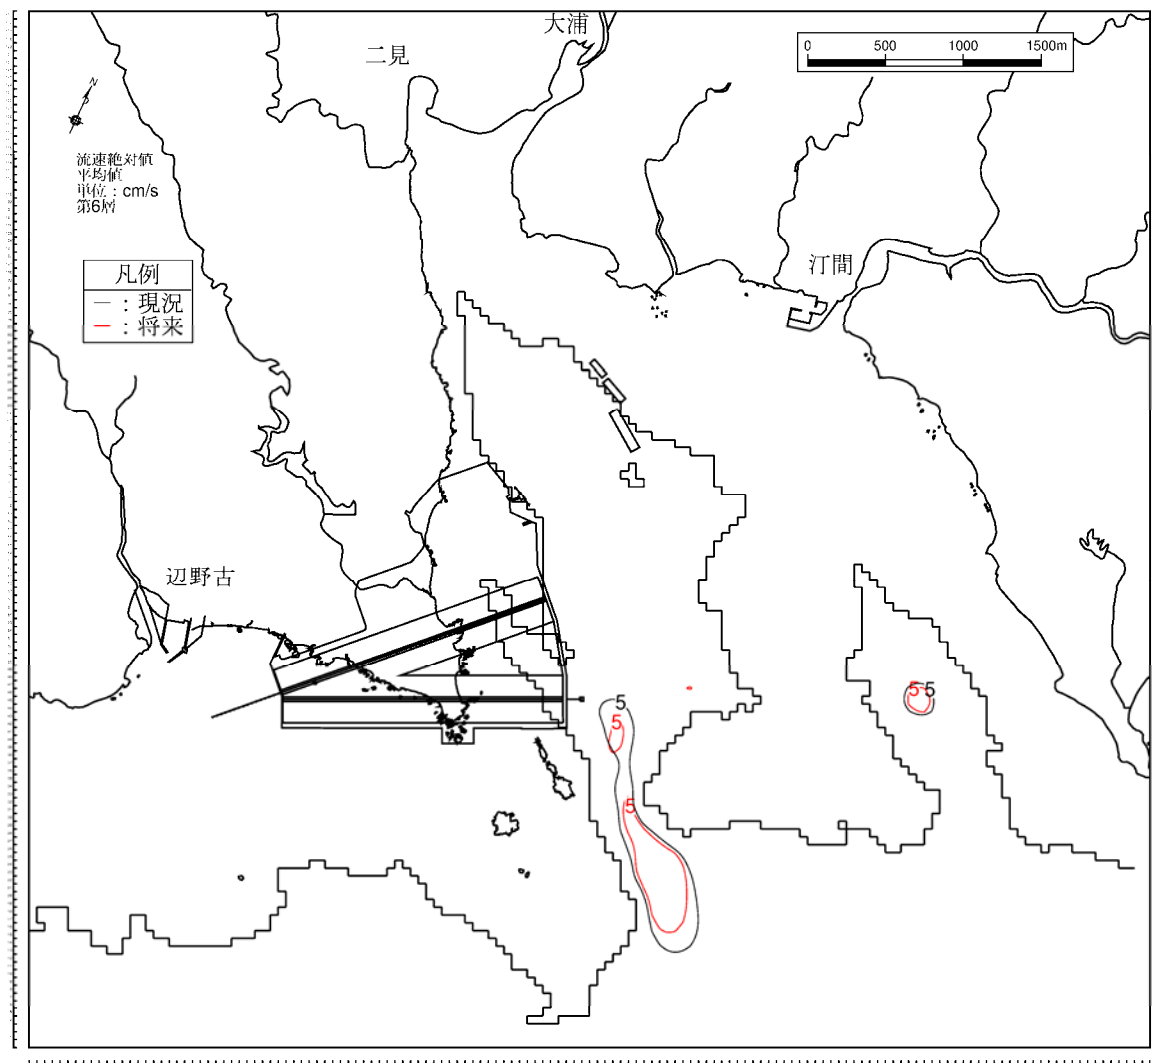 大浦
二見
0 500 1000 1500m
N
流速絶対値
平均値
単位：cm/s
第6層
汀間
凡例
―：現況
―：将来
辺野古
5 5
5
5
5